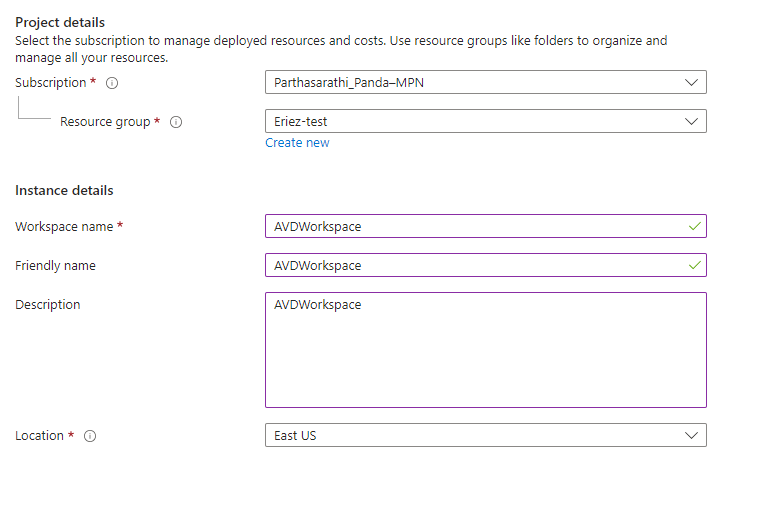 Project details
Select the subscription to manage deployed resources and costs. Use resource groups like folders to organize and
manage all your resources.
Subscription * Parthasarathi_Panda–MPN
Resource group * Eriez-test
Create new
Instance details
Workspace name * AVDWorkspace
Friendly name AVDWorkspace
Description AVDWorkspace
Location * East US